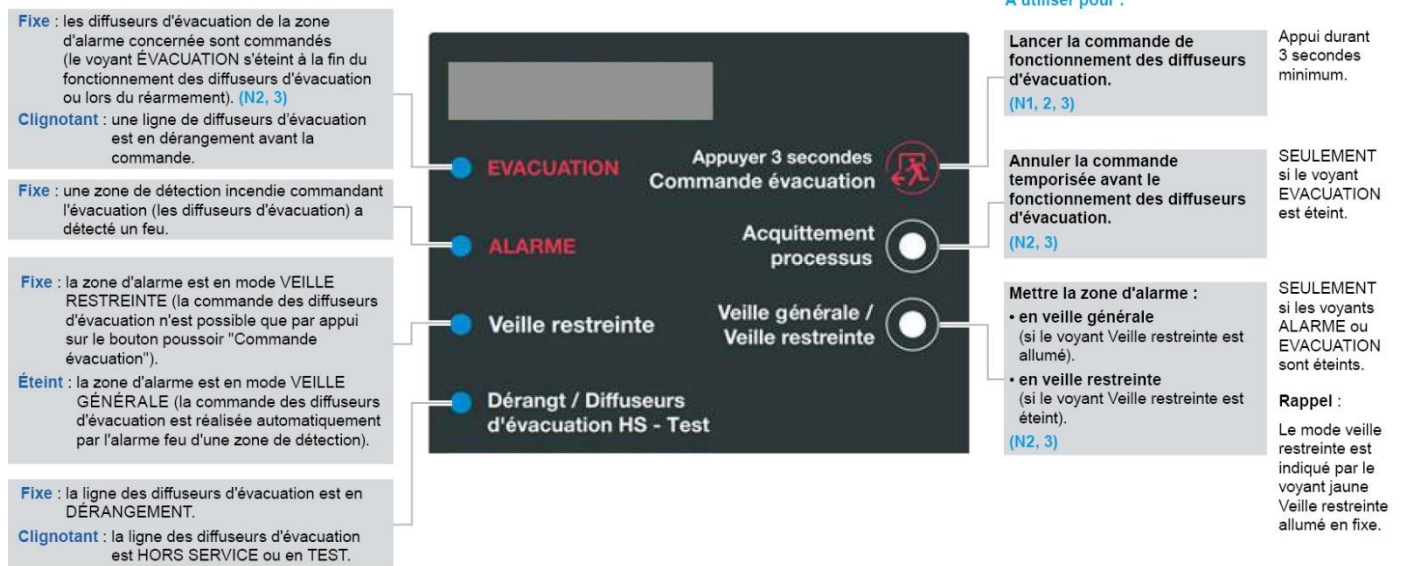 Fixe : les diffuseurs d'évacuation de la zone
d'alarme concernée sont commandés
(le voyant ÉVACUATION s'éteint à la fin du
fonctionnement des diffuseurs d'évacuation
ou lors du réarmement). (N2, 3)
Clignotant : une ligne de diffuseurs d'évacuation
est en dérangement avant la
commande.
Fixe : une zone de détection incendie commandant
l'évacuation (les diffuseurs d'évacuation) a
détecté un feu.
Fixe : la zone d'alarme est en mode VEILLE
RESTREINTE (la commande des diffuseurs
d'évacuation n'est possible que par appui
sur le bouton poussoir "Commande
évacuation").
Éteint : la zone d'alarme est en mode VEILLE
GÉNÉRALE (la commande des diffuseurs
d'évacuation est réalisée automatiquement
par l'alarme feu d'une zone de détection).
Fixe : la ligne des diffuseurs d'évacuation est en
DÉRANGEMENT.
Clignotant : la ligne des diffuseurs d'évacuation
est HORS SERVICE ou en TEST.
EVACUATION
ALARME
Veille restreinte
Dérangt / Diffuseurs
d'évacuation HS - Test
Appuyer 3 secondes
Commande évacuation
Acquittement
processus
Veille générale /
Veille restreinte
A utiliser pour :
Lancer la commande de
fonctionnement des diffuseurs
d'évacuation.
(N1, 2, 3)
Appui durant
3 secondes
minimum.
Annuler la commande
temporisée avant le
fonctionnement des diffuseurs
d'évacuation.
(N2, 3)
SEULEMENT
si le voyant
EVACUATION
est éteint.
Mettre la zone d'alarme :
• en veille générale
(si le voyant Veille restreinte est
allumé).
• en veille restreinte
(si le voyant Veille restreinte est
éteint).
(N2, 3)
SEULEMENT
si les voyants
ALARME ou
EVACUATION
sont éteints.
Rappel :
Le mode veille
restreinte est
indiqué par le
voyant jaune
Veille restreinte
allumé en fixe.